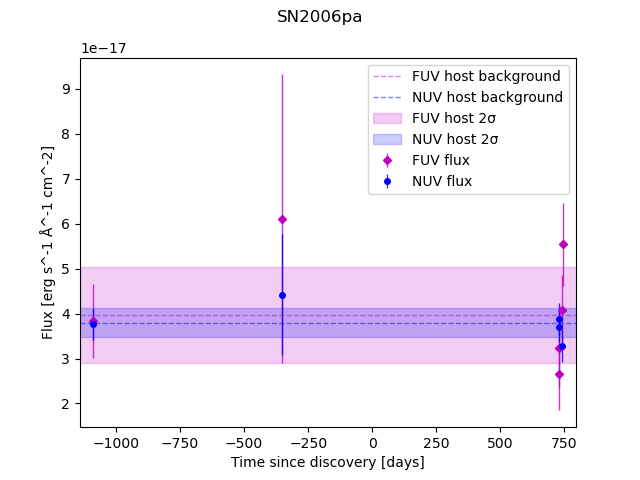 SN2006pa
1e−17
FUV host background
NUV host background
FUV host 2σ
NUV host 2σ
FUV flux
NUV flux
9
8
7
6
5
4
3
2
Flux [erg s^-1 Å^-1 cm^-2]
−1000 −750 −500 −250 0 250 500 750
Time since discovery [days]